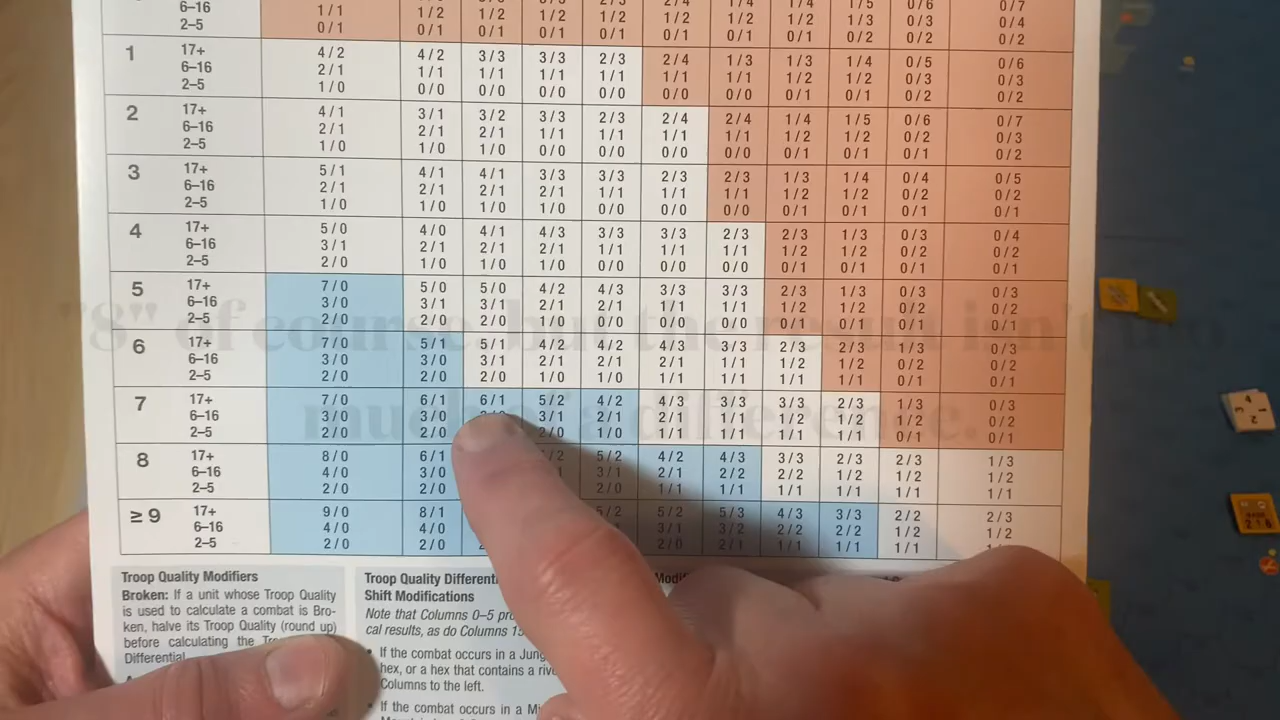 6–16 1/1 1/2 1/2 1/2 1/2 1/2 1/2 1/2 1/3 0/3 0/4
2–5 0/1 0/1 0/1 0/1 0/1 0/1 0/1 0/1 0/2 0/2 0/2
1 17+ 4/2 4/2 3/3 3/3 2/3 2/4 1/3 1/3 1/4 0/5 0/6
6–16 2/1 1/1 1/1 1/1 1/1 1/1 1/1 1/2 1/2 0/3 0/3
2–5 1/0 0/0 0/0 0/0 0/0 0/0 0/0 0/1 0/1 0/2 0/2
2 17+ 4/1 3/1 3/2 3/3 2/3 2/4 2/4 1/4 1/5 0/6 0/7
6–16 2/1 2/1 2/1 1/1 1/1 1/1 1/1 1/2 1/2 0/2 0/3
2–5 1/0 1/0 1/0 0/0 0/0 0/0 0/0 0/1 0/1 0/1 0/2
3 17+ 5/1 4/1 4/1 3/3 3/3 2/3 2/3 1/3 1/4 0/4 0/5
6–16 2/1 2/1 2/1 2/1 1/1 1/1 1/1 1/2 1/2 0/2 0/2
2–5 1/0 1/0 1/0 1/0 0/0 0/0 0/0 0/1 0/1 0/1 0/1
4 17+ 5/0 4/0 4/1 4/3 3/3 3/3 2/3 2/3 1/3 0/3 0/4
6–16 3/1 2/1 2/1 2/1 1/1 1/1 1/1 1/2 1/2 0/2 0/2
2–5 2/0 1/0 1/0 1/0 0/0 0/0 0/0 0/1 0/1 0/1 0/1
5 17+ 7/0 5/0 5/0 4/2 4/3 3/3 3/3 2/3 1/3 0/3 0/3
6–16 3/0 3/1 3/1 2/1 2/1 1/1 1/1 1/2 1/2 0/2 0/2
2–5 2/0 2/0 2/0 1/0 0/0 0/0 0/0 0/1 0/1 0/1 0/1
"8" of course, but the result isn't too
6 17+ 7/0 5/1 5/1 4/2 4/2 4/3 3/3 2/3 2/3 1/3 0/3
6–16 3/0 3/0 3/1 2/1 2/1 2/1 1/1 1/2 1/2 0/2 0/2
2–5 2/0 2/0 2/0 1/0 1/0 1/1 1/1 1/1 1/1 0/1 0/1
7 17+ 7/0 6/1 6/1 5/2 4/2 4/3 3/3 3/3 2/3 1/3 0/3
6–16 3/0 3/0 3/1 2/1 2/1 1/1 1/2 1/2 1/2 0/2
2–5 2/0 2/0 2/0 1/0 1/1 1/1 1/1 1/1 0/1 0/1
much of a difference.
8 17+ 8/0 6/1 5/2 4/2 4/3 3/3 2/3 2/3 1/3
6–16 4/0 3/0 3/1 2/1 2/2 2/2 1/2 1/2 1/2
2–5 2/0 2/0 2/0 1/1 1/1 1/1 1/1 1/1 1/1
≥ 9 17+ 9/0 8/1 5/2 5/2 5/3 4/3 3/3 2/2 2/3
6–16 4/0 4/0 3/1 3/2 2/2 2/2 1/2 1/2
2–5 2/0 2/0 2/0 2/1 1/1 1/1 1/1
Troop Quality Modifiers
Broken: If a unit whose Troop Quality
is used to calculate a combat is Bro-
ken, halve its Troop Quality (round up)
before calculating the
Differential.
Troop Quality
Shift Modifications
Note that Columns 0–5
cal results, as do Columns
• If the combat occurs in a
hex, or a hex that contains a
Columns to the left.
• If the combat occurs in a